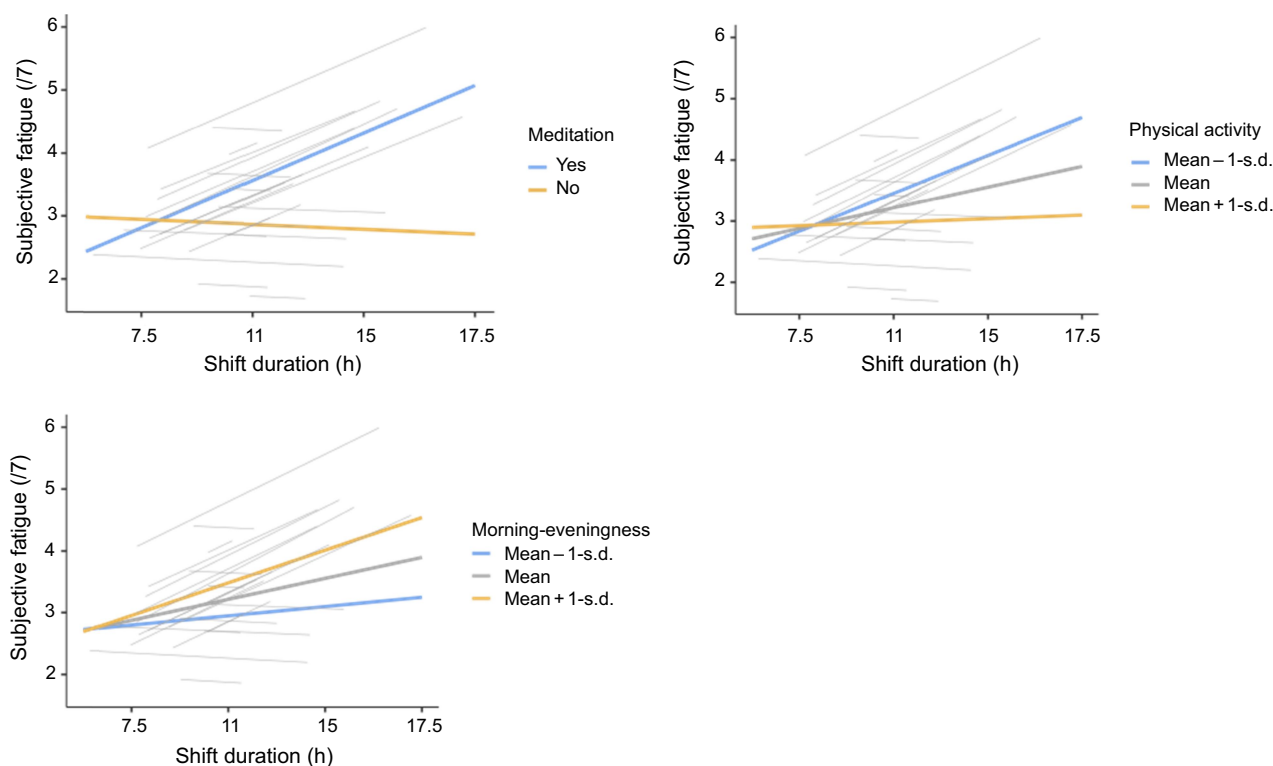 Subjective fatigue (/7)
6
5
4
3
2
7.5 11 15 17.5
Shift duration (h)
Meditation
Yes
No
Subjective fatigue (/7)
6
5
4
3
2
7.5 11 15 17.5
Shift duration (h)
Physical activity
Mean – 1-s.d.
Mean
Mean + 1-s.d.
Subjective fatigue (/7)
6
5
4
3
2
7.5 11 15 17.5
Shift duration (h)
Morning-eveningness
Mean – 1-s.d.
Mean
Mean + 1-s.d.